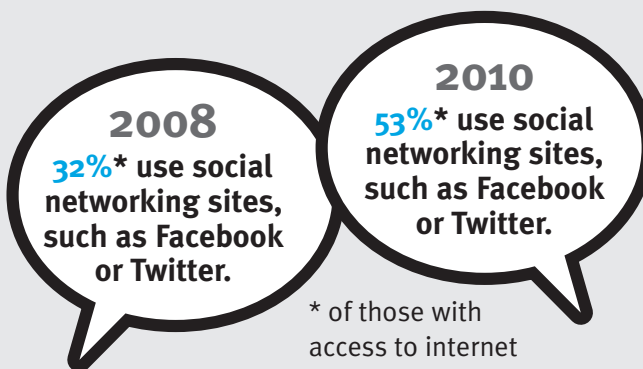 2008
32%* use social
networking sites,
such as Facebook
or Twitter.
2010
53%* use social
networking sites,
such as Facebook
or Twitter.
* of those with
access to internet